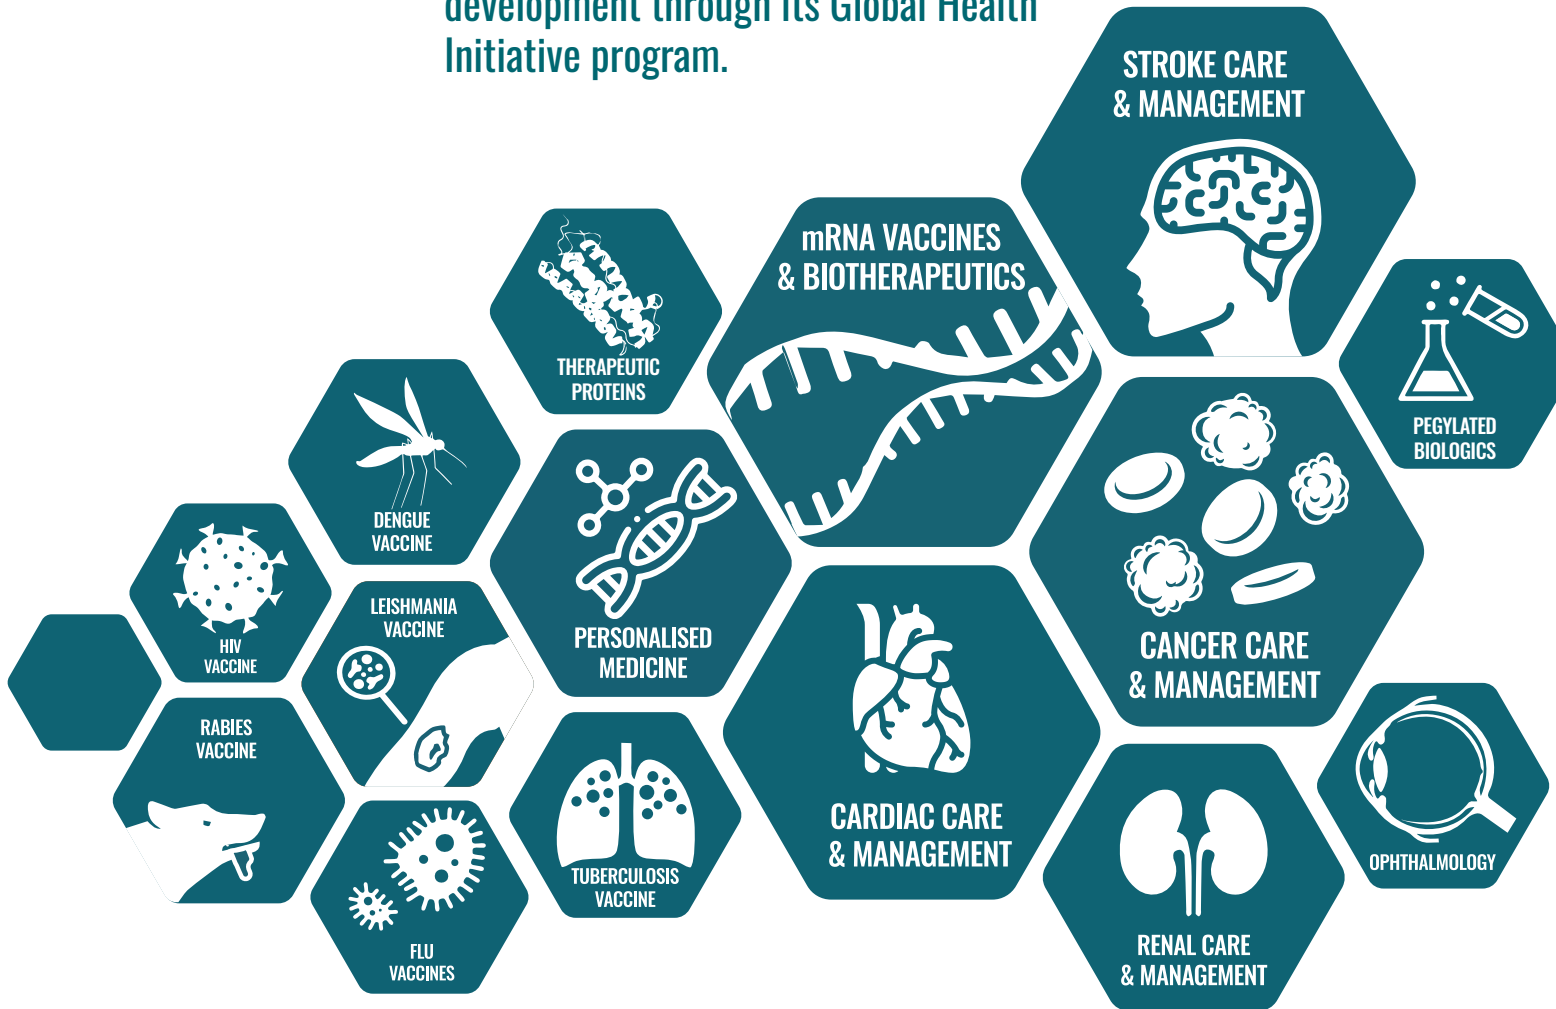 development through its Global Health
Initiative program.
STROKE CARE
& MANAGEMENT
mRNA VACCINES
& BIOTHERAPEUTICS
THERAPEUTIC
PROTEINS
PEGYLATED
BIOLOGICS
DENGUE
VACCINE
PERSONALISED
MEDICINE
CANCER CARE
& MANAGEMENT
HIV
VACCINE
LEISHMANIA
VACCINE
RABIES
VACCINE
CARDIAC CARE
& MANAGEMENT
TUBERCULOSIS
VACCINE
OPHTHALMOLOGY
FLU
VACCINES
RENAL CARE
& MANAGEMENT